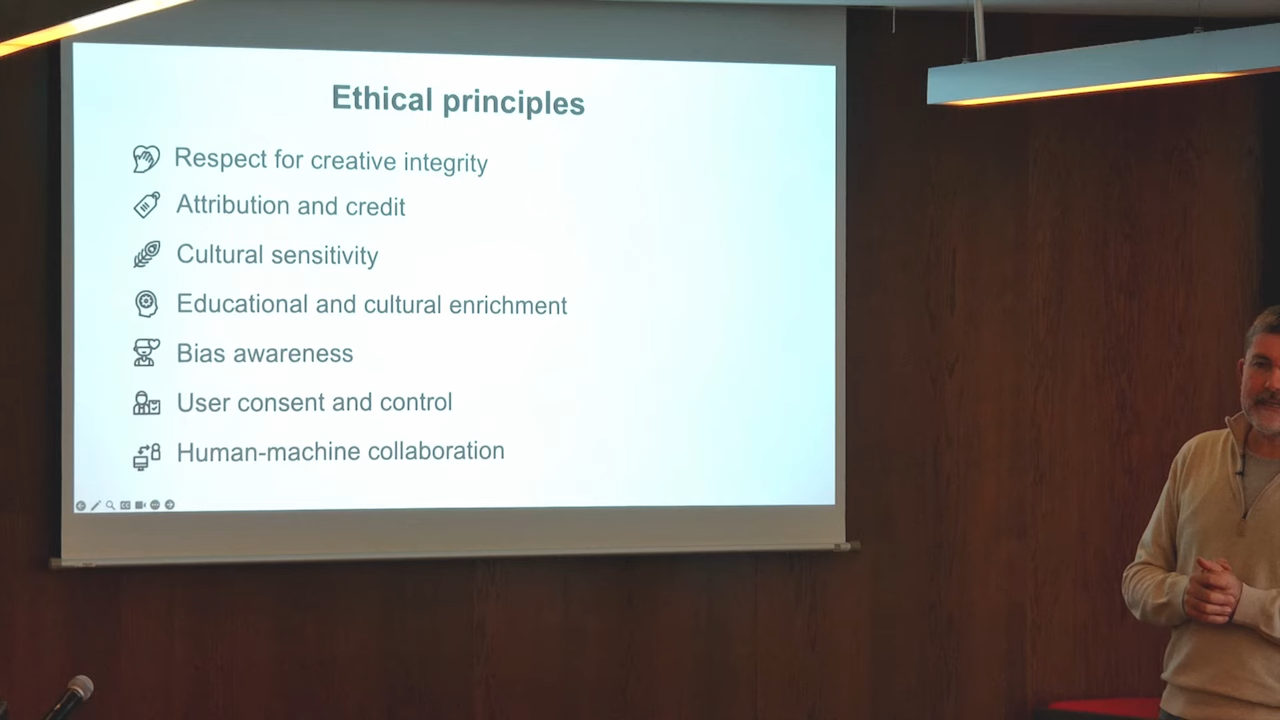 Ethical principles
Respect for creative integrity
Attribution and credit
Cultural sensitivity
Educational and cultural enrichment
Bias awareness
User consent and control
Human-machine collaboration